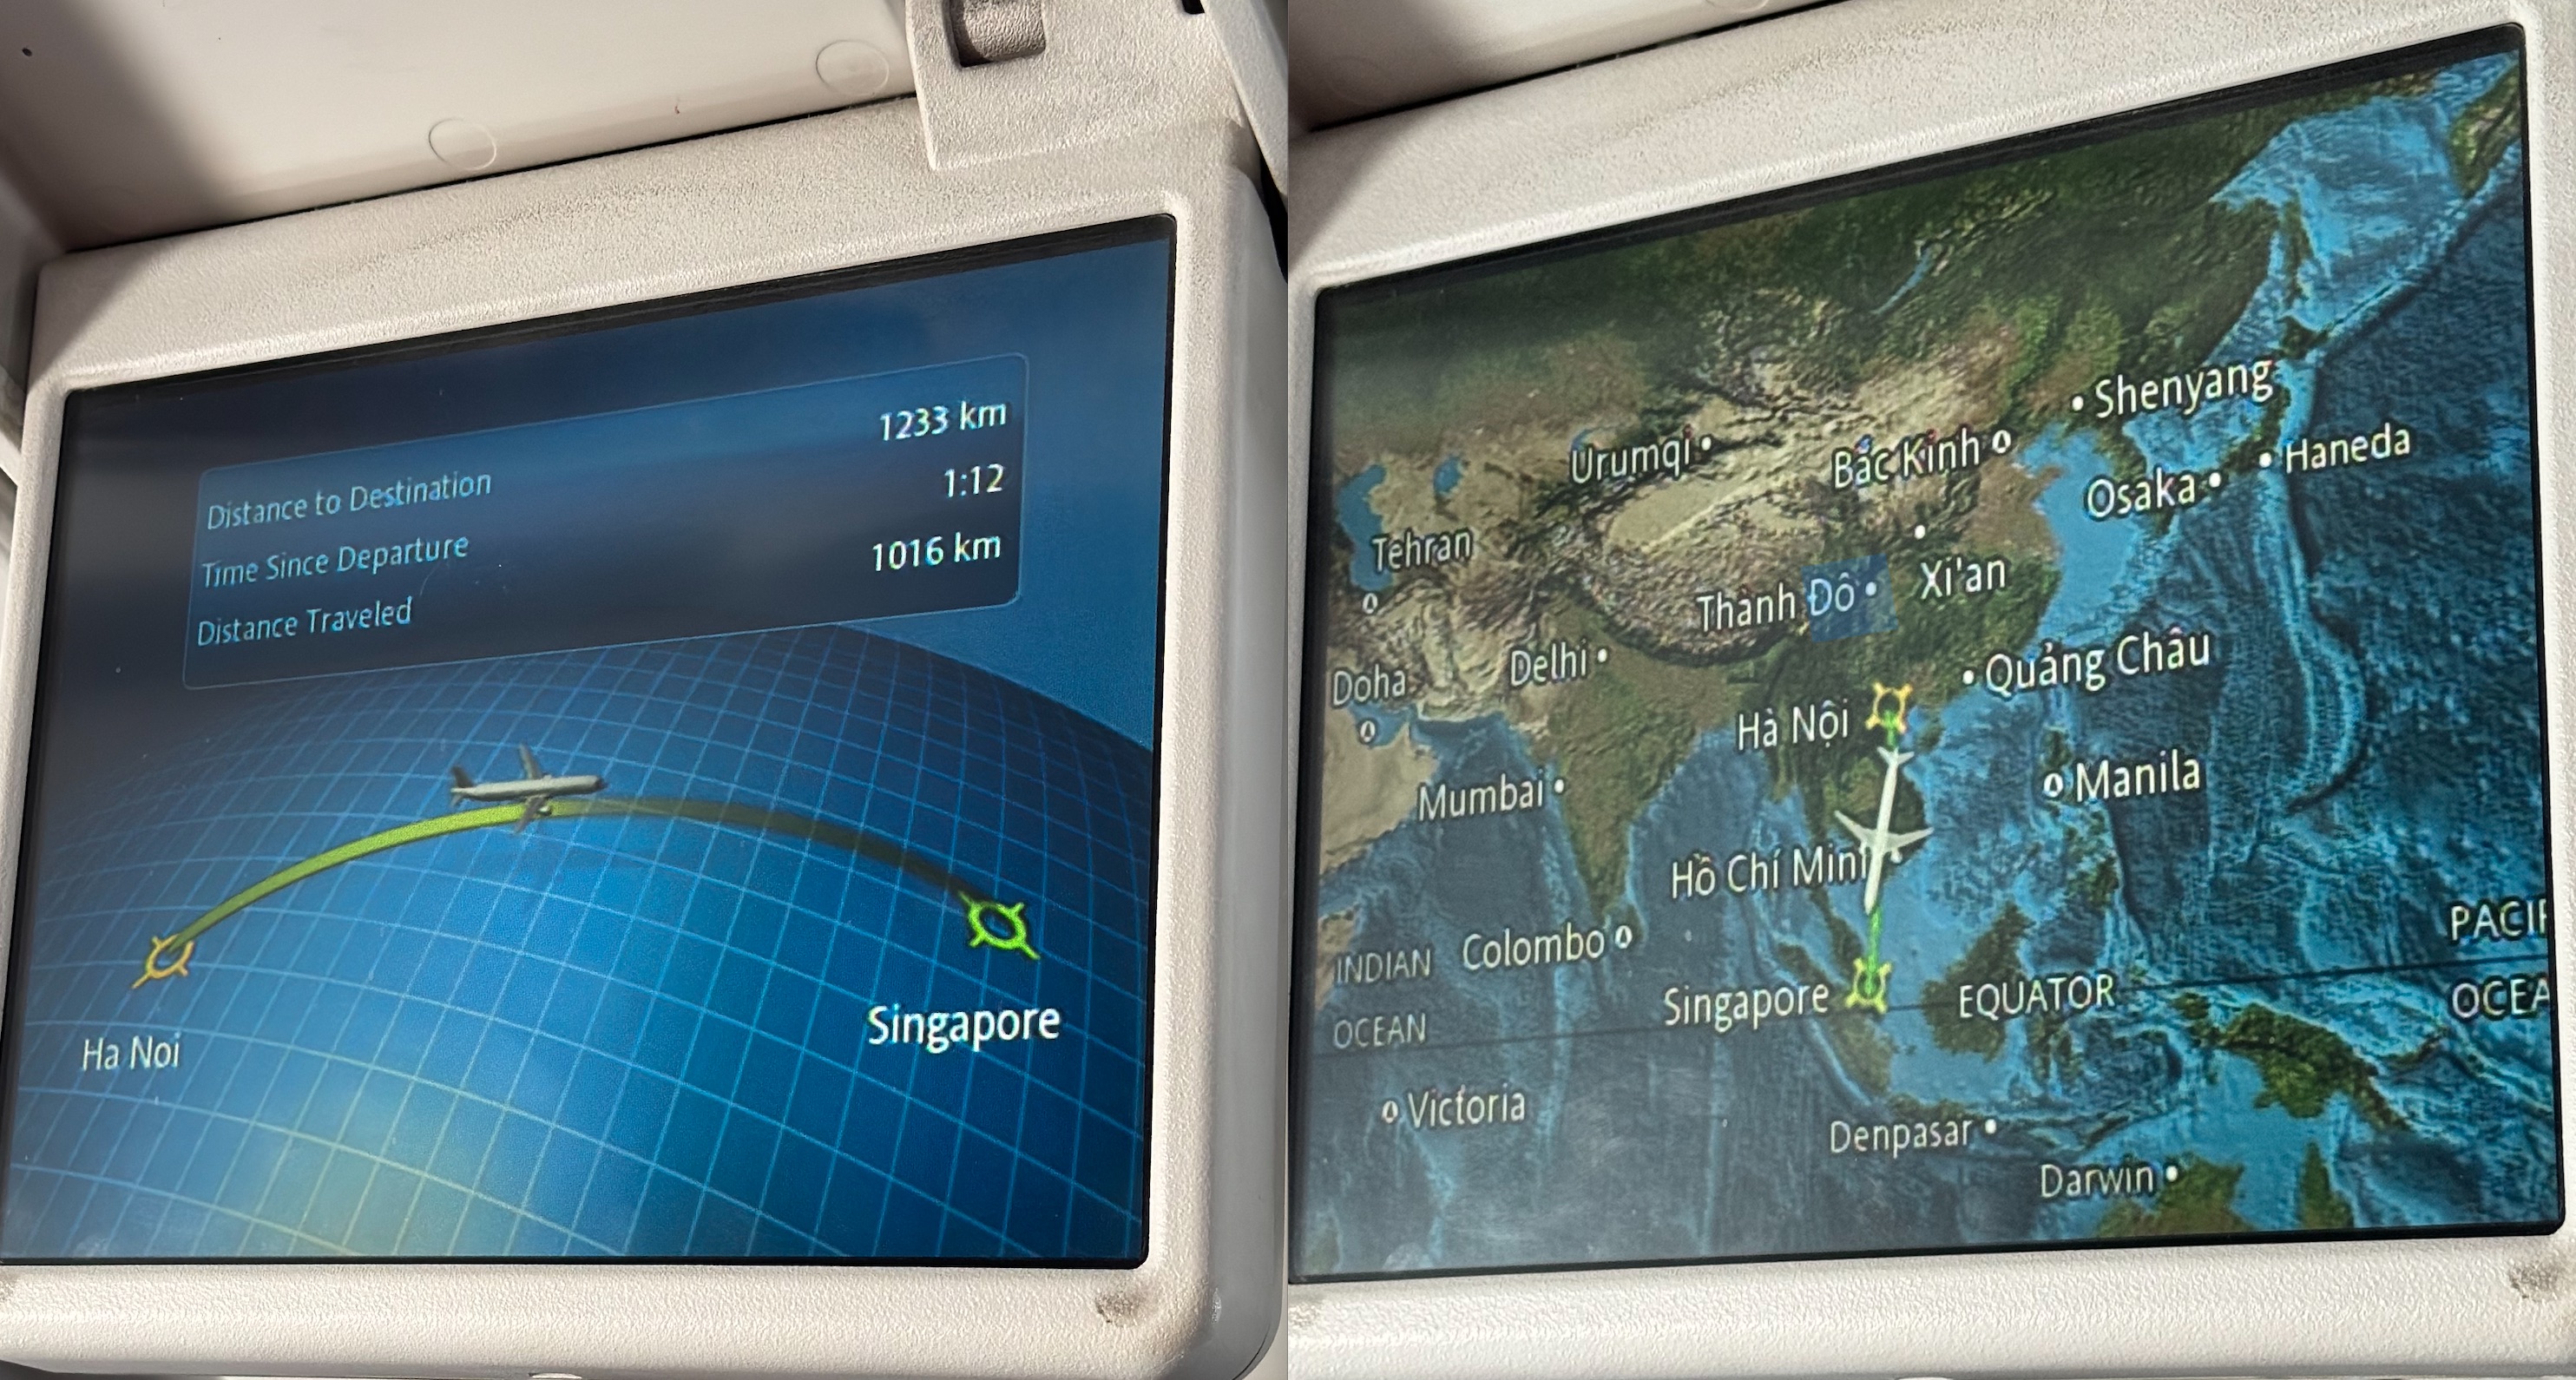 Distance to Destination 1233 km
Time Since Departure 1:12
Distance Traveled 1016 km
Ha Noi
Singapore
Shenyang
Urumqi
Bắc Kinh
Haneda
Osaka
Tehran
Xi'an
Thành Đô
Delhi
Quảng Châu
Doha
Hà Nội
Manila
Mumbai
Hồ Chí Minh
PACIF
INDIAN
Colombo
Singapore
EQUATOR
OCEA
OCEAN
Victoria
Denpasar
Darwin